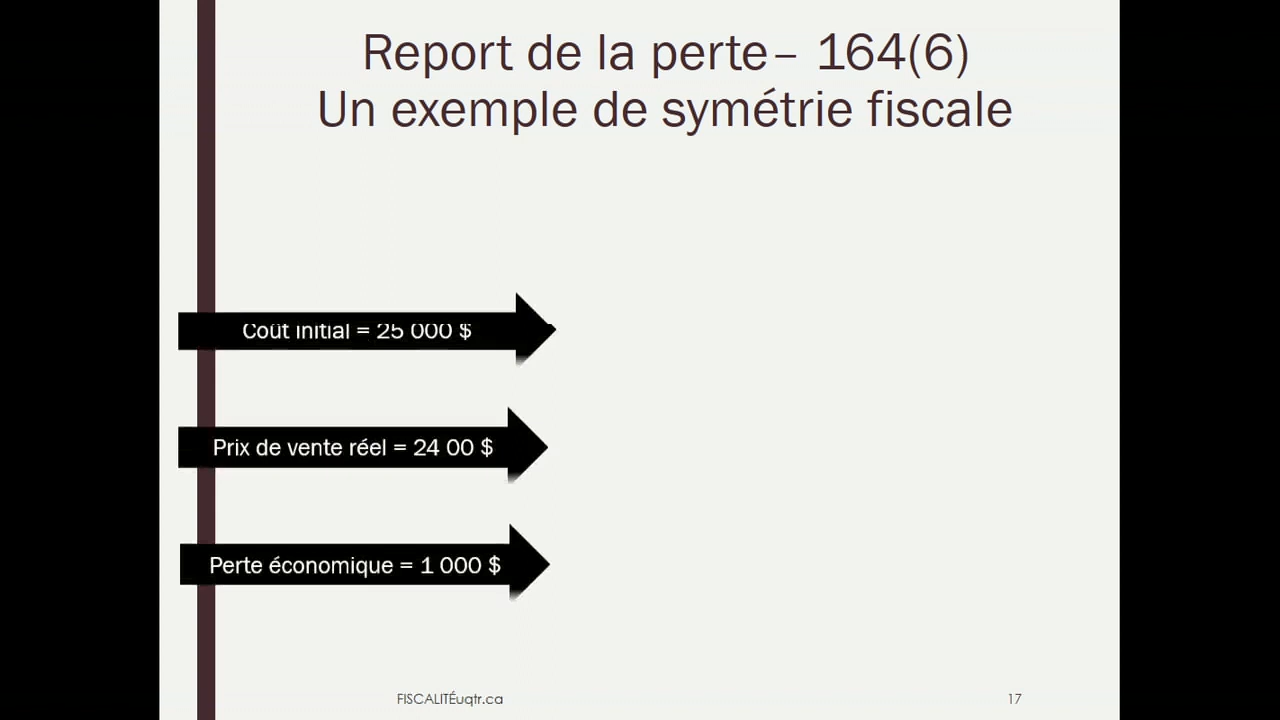 Report de la perte– 164(6)
Un exemple de symétrie fiscale
Coût initial = 25 000 $
Prix de vente réel = 24 00 $
Perte économique = 1 000 $
FISCALITÉuqtr.ca
17